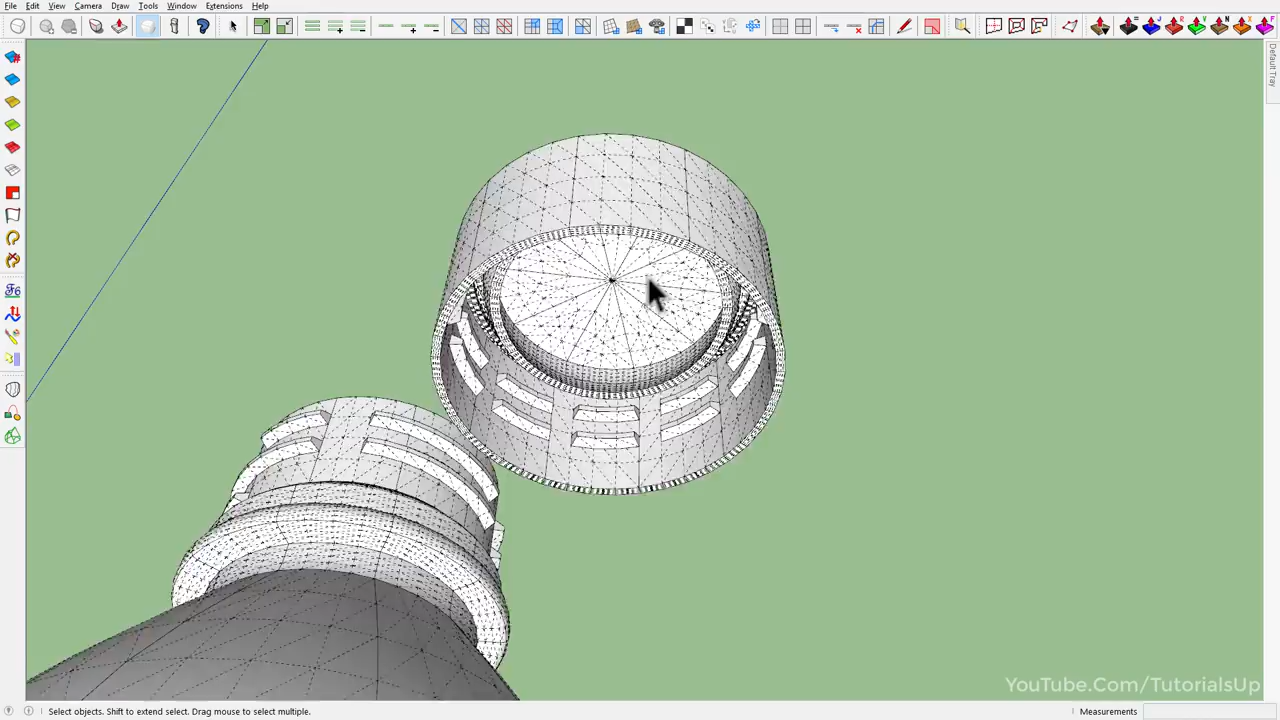 File Edit View Camera Draw Tools Window Extensions Help
Default Tray
YouTube.Com/TutorialsUp
Select objects. Shift to extend select. Drag mouse to select multiple.
Measurements